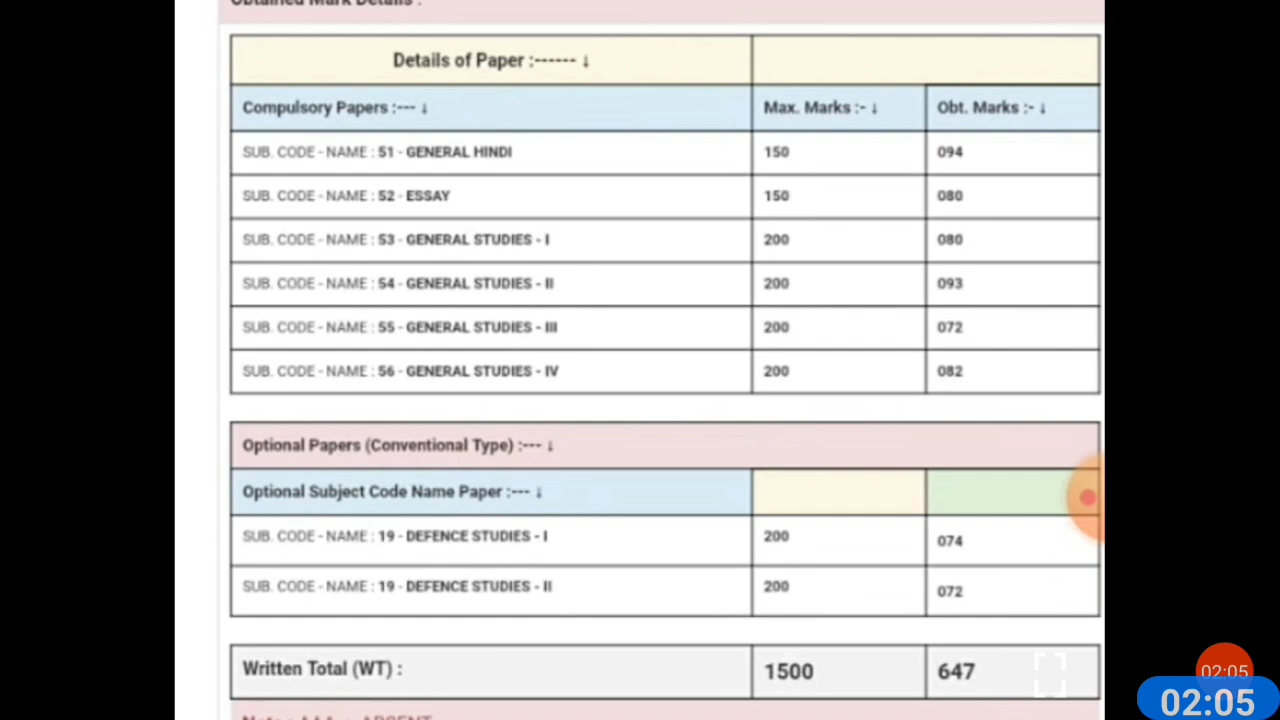 Obtained Mark Details :
Details of Paper :------ ↓
Compulsory Papers :--- ↓ Max. Marks :- ↓ Obt. Marks :- ↓
SUB. CODE - NAME : 51 - GENERAL HINDI 150 094
SUB. CODE - NAME : 52 - ESSAY 150 080
SUB. CODE - NAME : 53 - GENERAL STUDIES - I 200 080
SUB. CODE - NAME : 54 - GENERAL STUDIES - II 200 093
SUB. CODE - NAME : 55 - GENERAL STUDIES - III 200 072
SUB. CODE - NAME : 56 - GENERAL STUDIES - IV 200 082
Optional Papers (Conventional Type) :--- ↓
Optional Subject Code Name Paper :--- ↓
SUB. CODE - NAME : 19 - DEFENCE STUDIES - I 200 074
SUB. CODE - NAME : 19 - DEFENCE STUDIES - II 200 072
Written Total (WT) : 1500 647
02:05
02:05